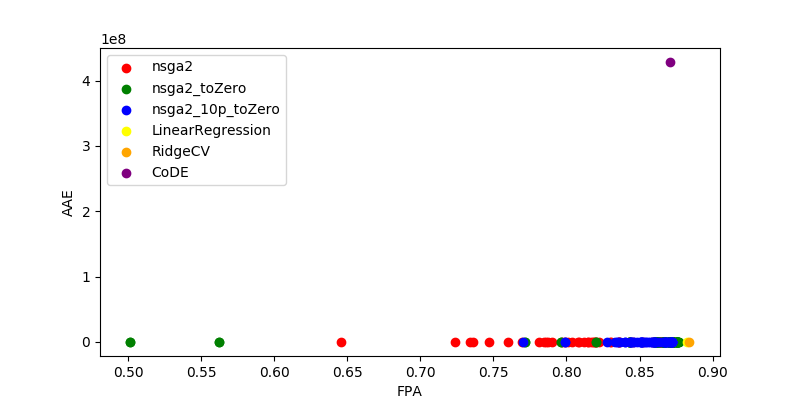 1e8
nsga2
nsga2_toZero
nsga2_10p_toZero
LinearRegression
RidgeCV
CoDE
4
3
2
1
0
AAE
0.50 0.55 0.60 0.65 0.70 0.75 0.80 0.85 0.90
FPA